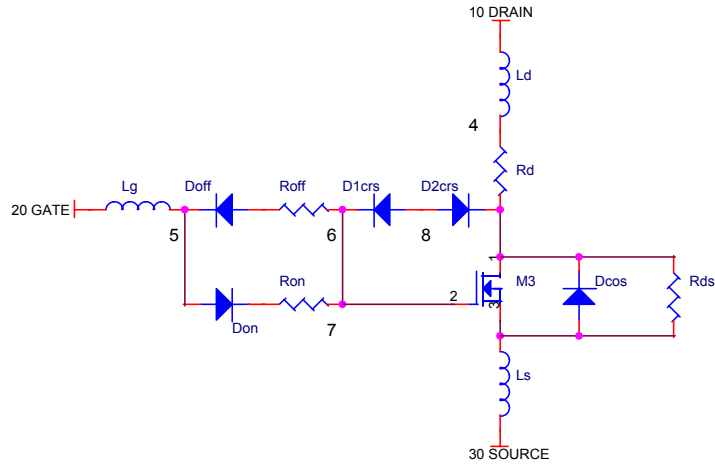 10 DRAIN
Ld
4
Rd
Lg
Doff
Roff
D1crs
D2crs
20 GATE
5
6
8
1
M3
Dcos
Rds
Ron
2
3
Don
7
Ls
30 SOURCE